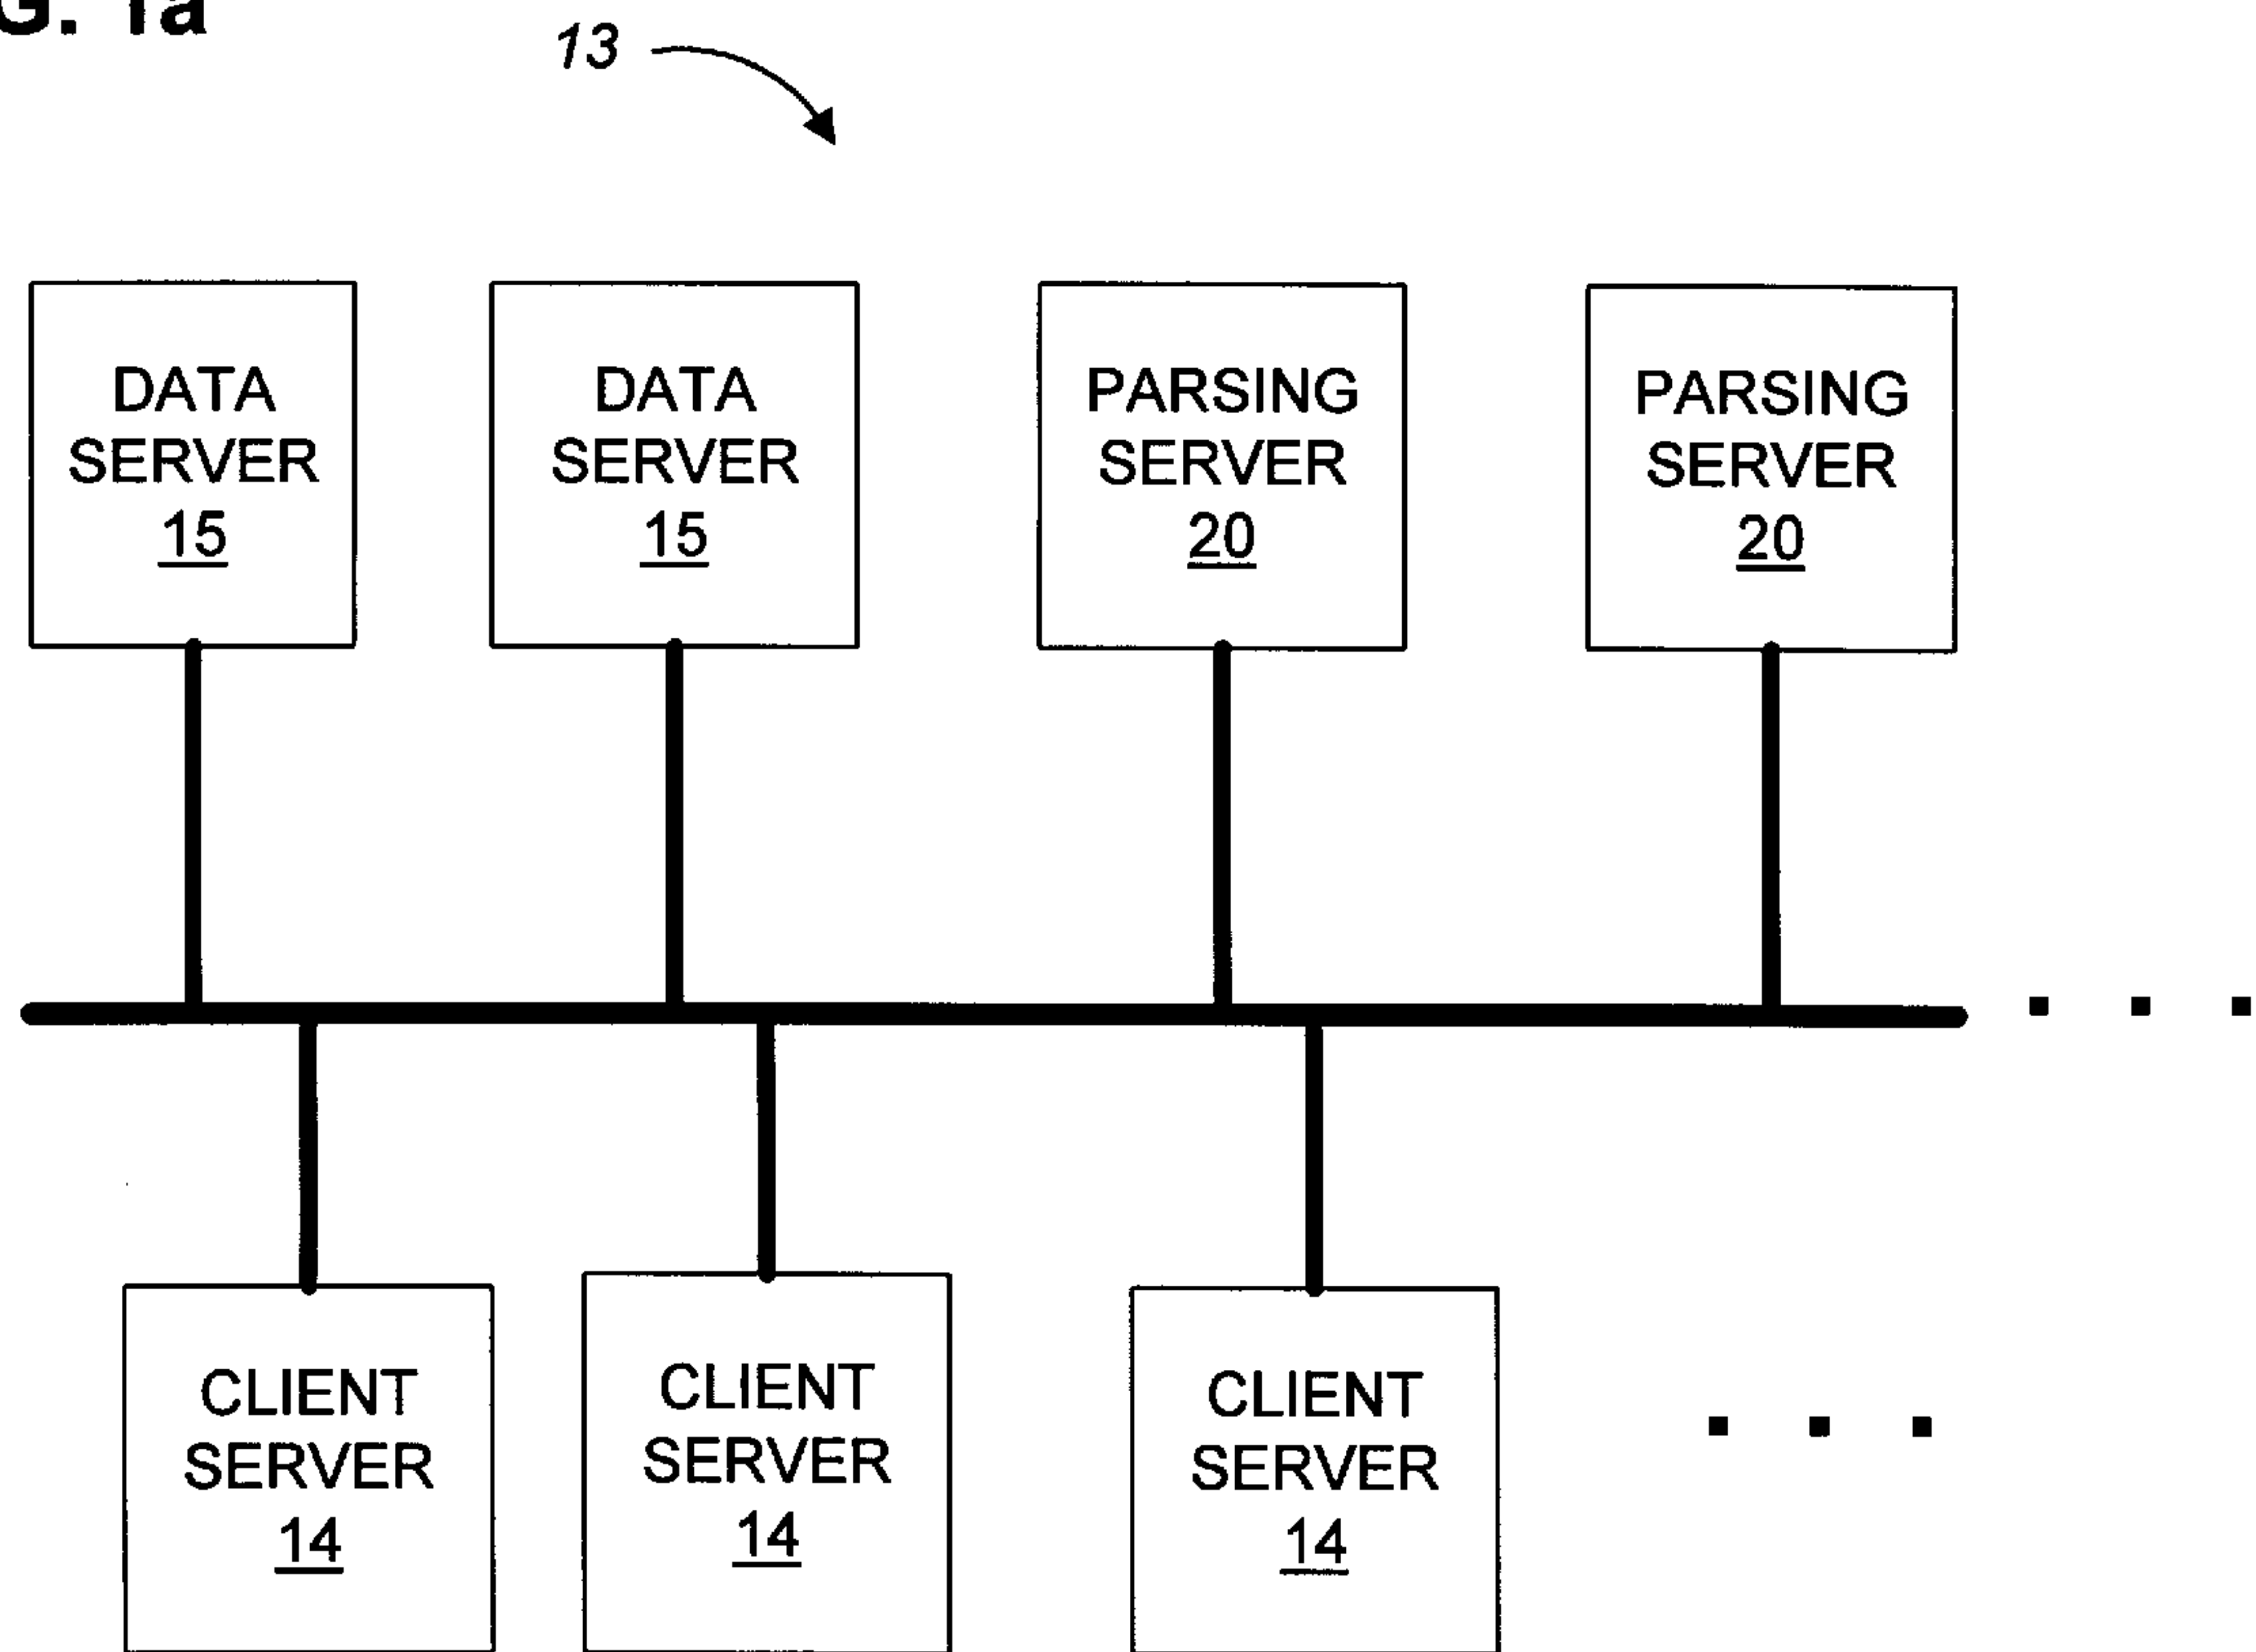 G. 1a
13
DATA
SERVER
15
DATA
SERVER
15
PARSING
SERVER
20
PARSING
SERVER
20
CLIENT
SERVER
14
CLIENT
SERVER
14
CLIENT
SERVER
14